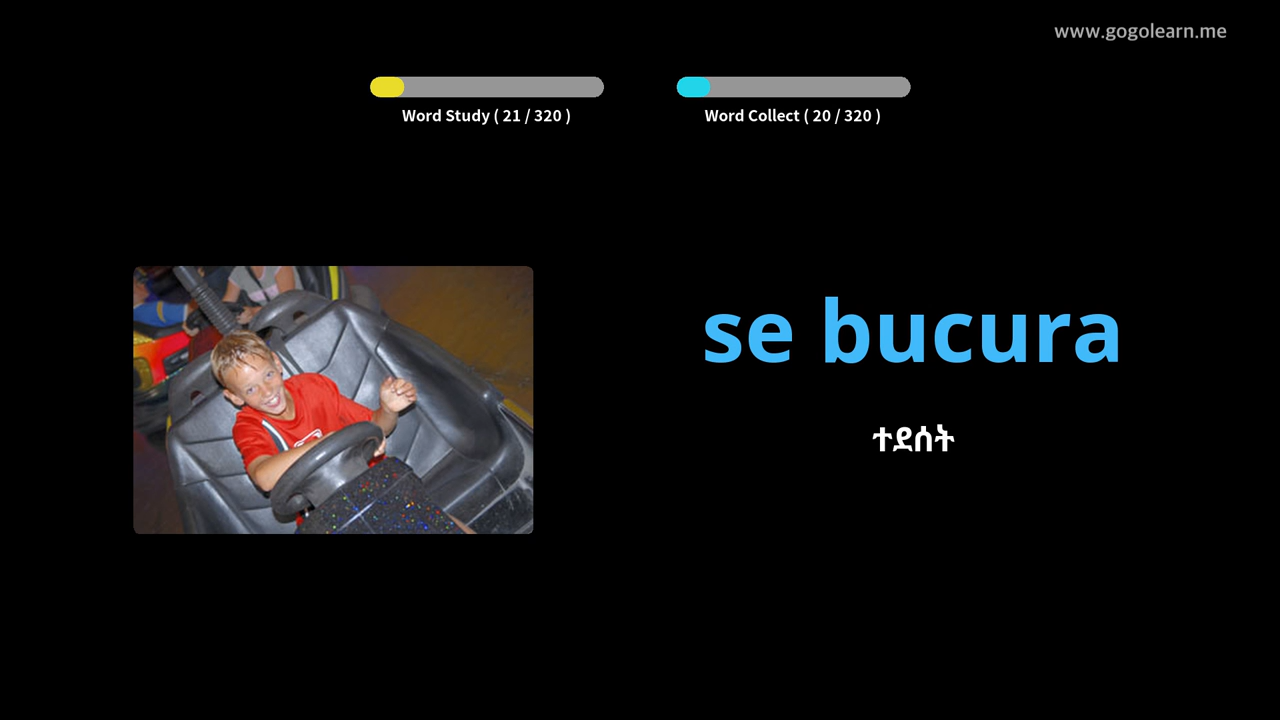 www.gogolearn.me
Word Study ( 21 / 320 )
Word Collect ( 20 / 320 )
se bucura
ተደሰት